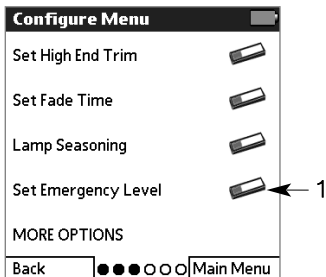 Configure Menu
Set High End Trim
Set Fade Time
Lamp Seasoning
Set Emergency Level
1
MORE OPTIONS
Back
Main Menu